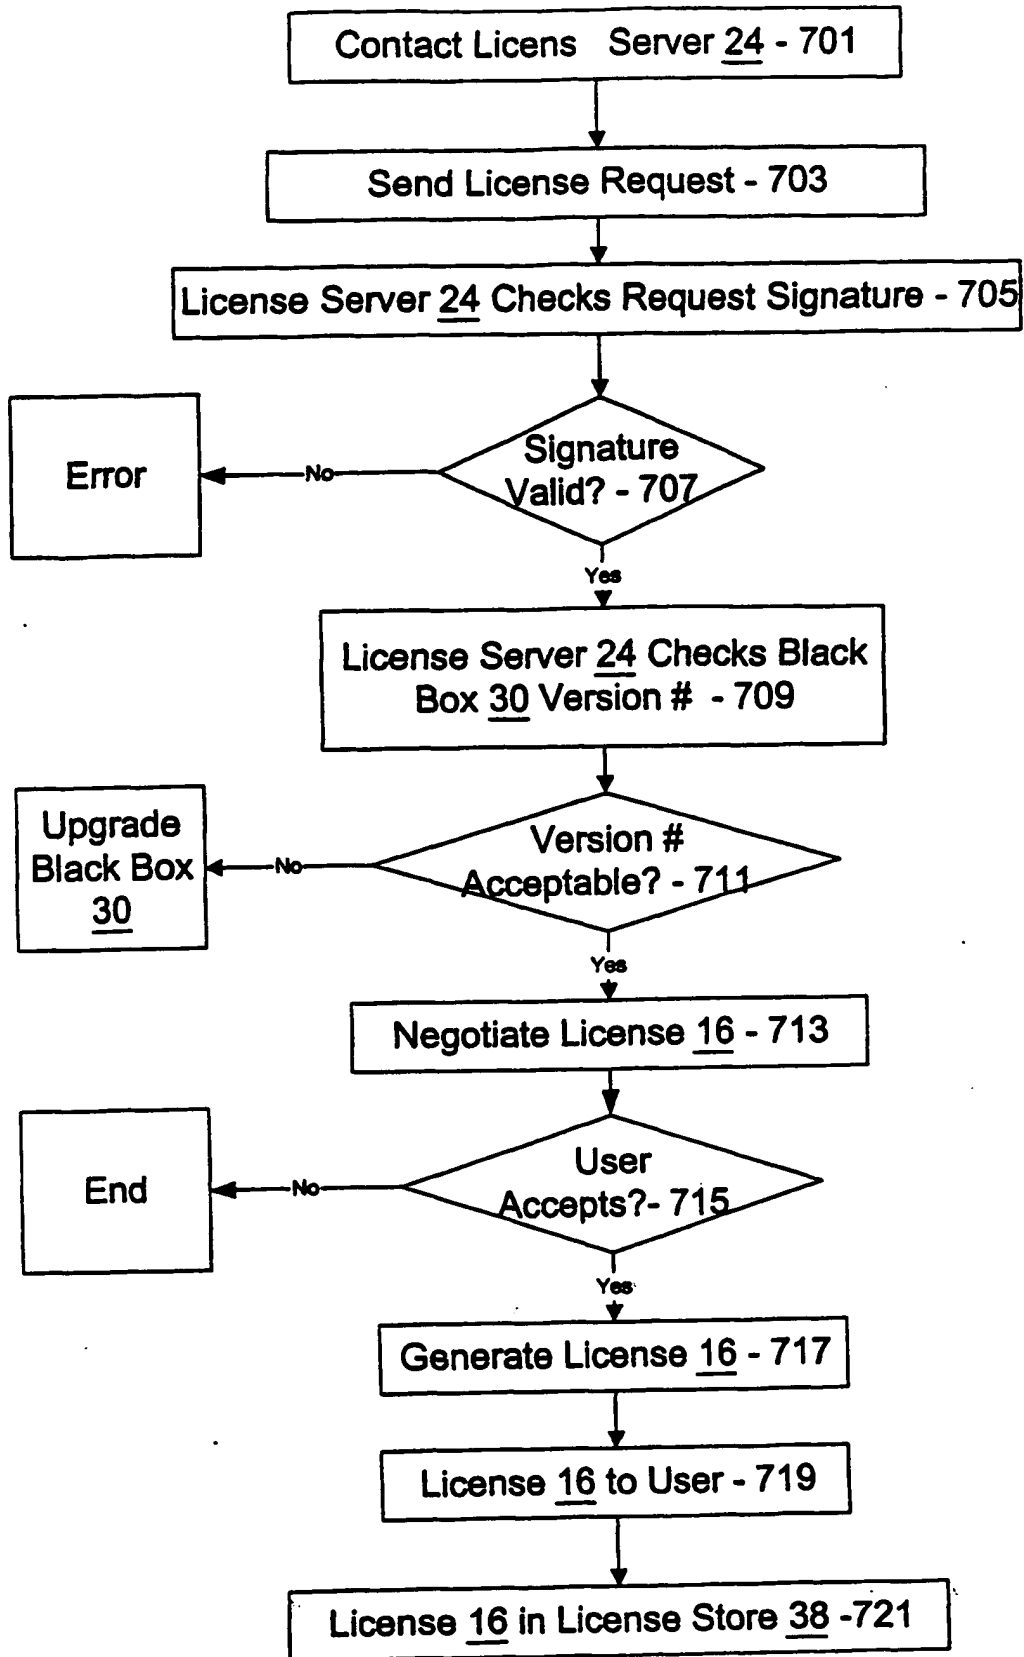 Contact Licens Server 24 - 701
Send License Request - 703
License Server 24 Checks Request Signature - 705
Signature
Valid? - 707
No
Error
Yes
License Server 24 Checks Black
Box 30 Version # - 709
Version #
Acceptable? - 711
No
Upgrade
Black Box
30
Yes
Negotiate License 16 - 713
User
Accepts?- 715
No
End
Yes
Generate License 16 - 717
License 16 to User - 719
License 16 in License Store 38 -721